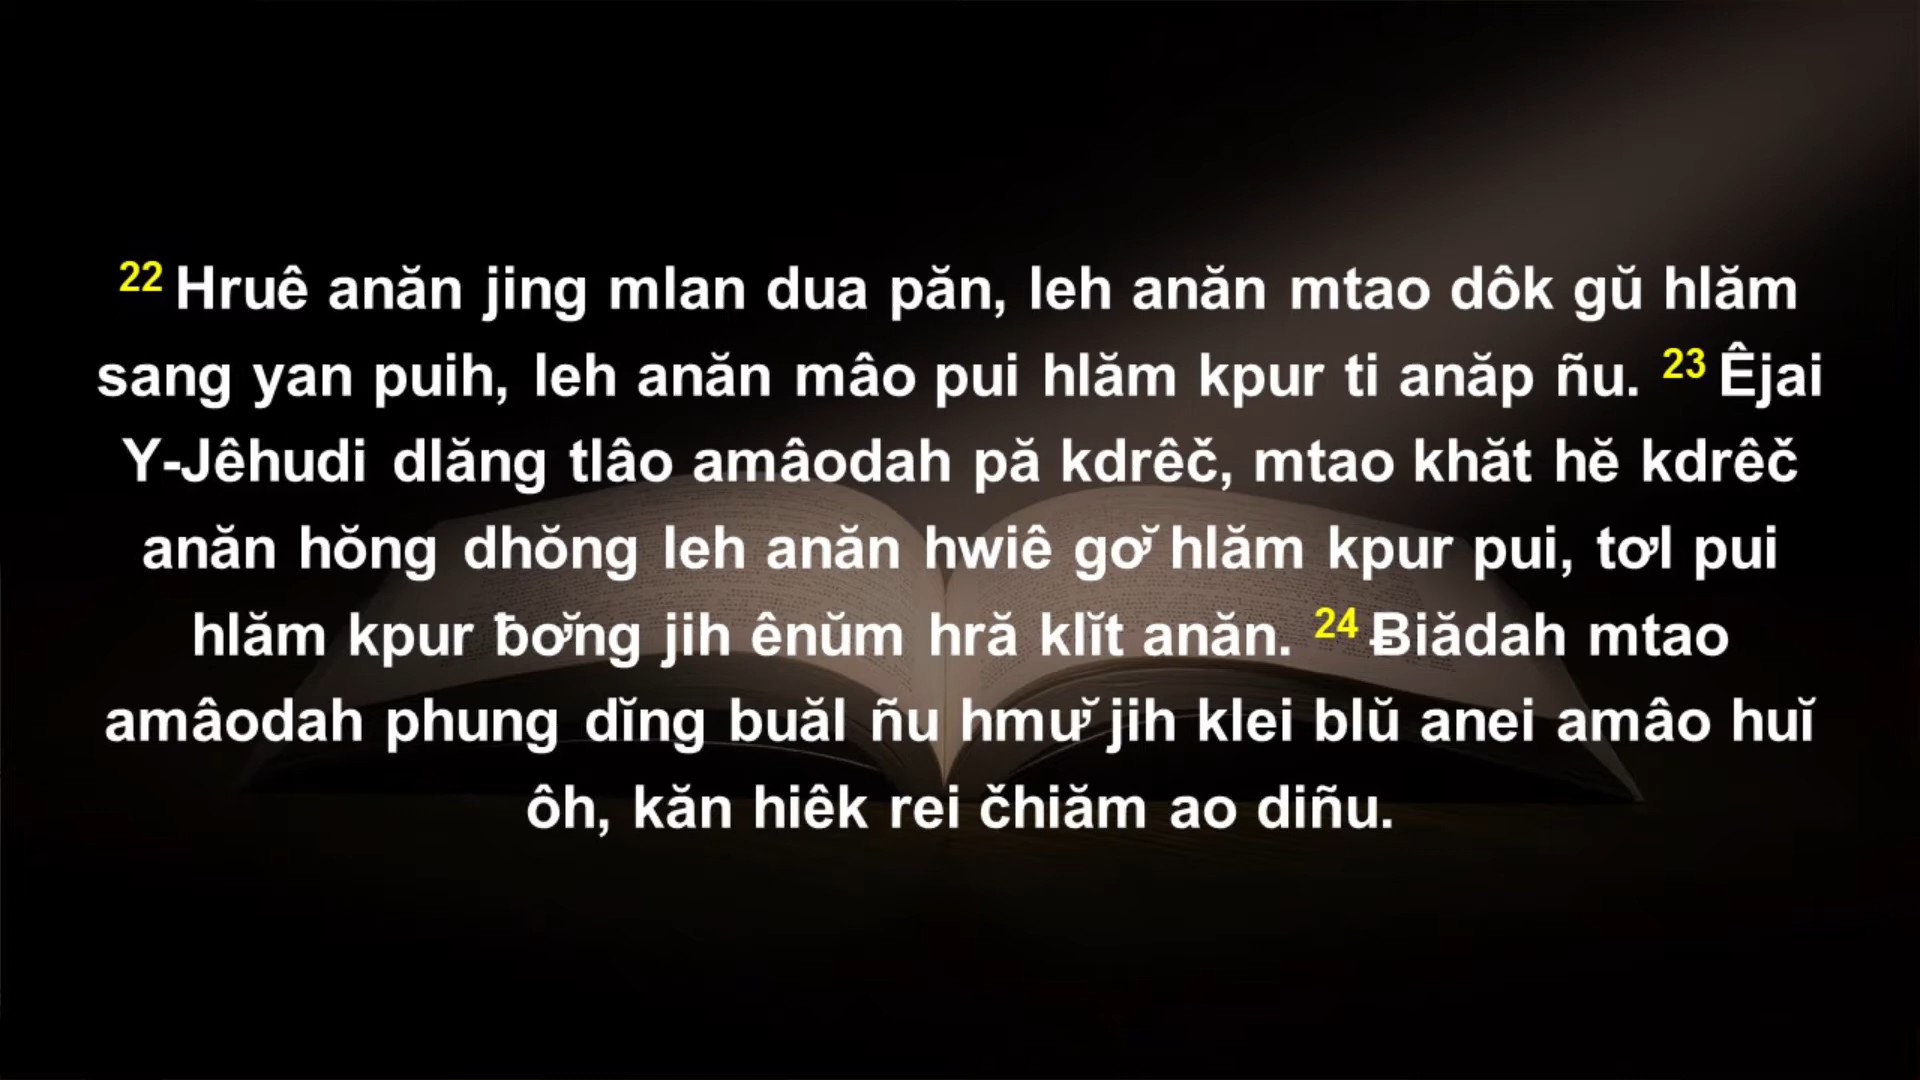 22 Hruê anăn jing mlan dua păn, leh anăn mtao dôk gŭ hlăm
sang yan puih, leh anăn mâo pui hlăm kpur ti anăp ñu. 23 Êjai
Y-Jêhudi dlăng tlâo amâodah pă kdrêč, mtao khăt hĕ kdrêč
anăn hŏng dhŏng leh anăn hwiê gơ̆ hlăm kpur pui, tơl pui
hlăm kpur ƀơ̆ng jih ênŭm hră klĭt anăn. 24 Ƀiădah mtao
amâodah phung dĭng buăl ñu hmư̆ jih klei blŭ anei amâo huĭ
ôh, kăn hiêk rei čhiăm ao diñu.